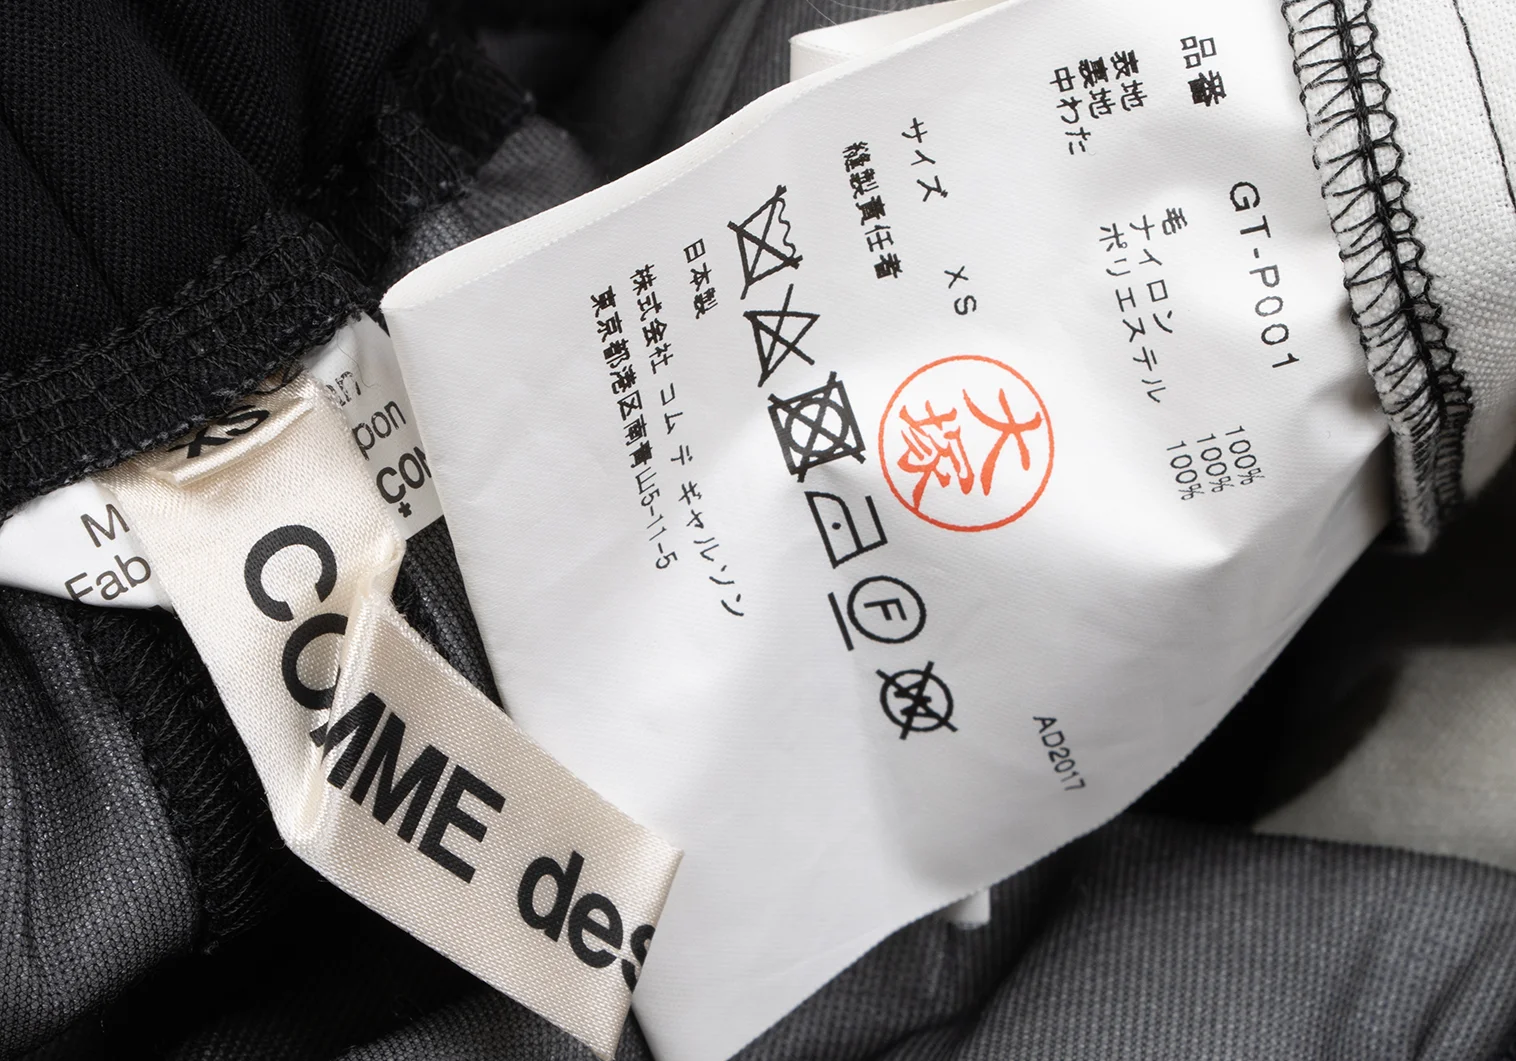 品番 GT-P001
表地 毛 100%
裏地 ナイロン 100%
中わた ポリエステル 100%
サイズ XS
縫製責任者 大塚
F
W
日本製
株式会社 コム デ ギャルソン
東京都港区南青山5-11-5
AD2017
XS
COMME des
M
Fab
pon
CO
*